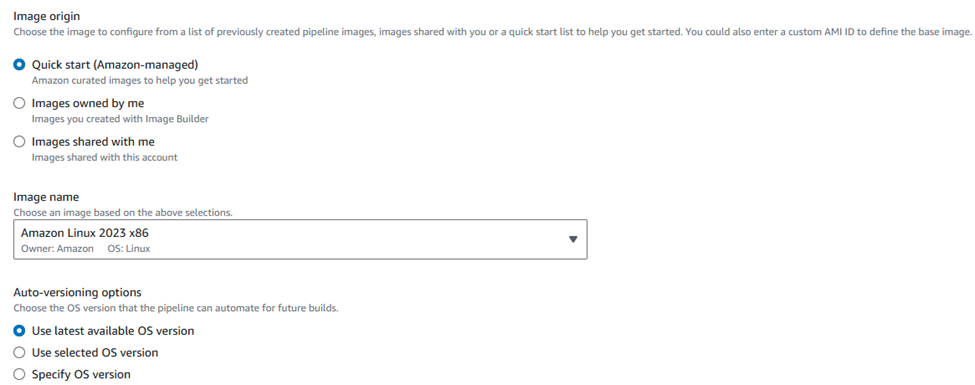 Image origin
Choose the image to configure from a list of previously created pipeline images, images shared with you or a quick start list to help you get started. You could also enter a custom AMI ID to define the base image.
Quick start (Amazon-managed)
Amazon curated images to help you get started
Images owned by me
Images you created with Image Builder
Images shared with me
Images shared with this account
Image name
Choose an image based on the above selections.
Amazon Linux 2023 x86
Owner: Amazon OS: Linux
Auto-versioning options
Choose the OS version that the pipeline can automate for future builds.
Use latest available OS version
Use selected OS version
Specify OS version